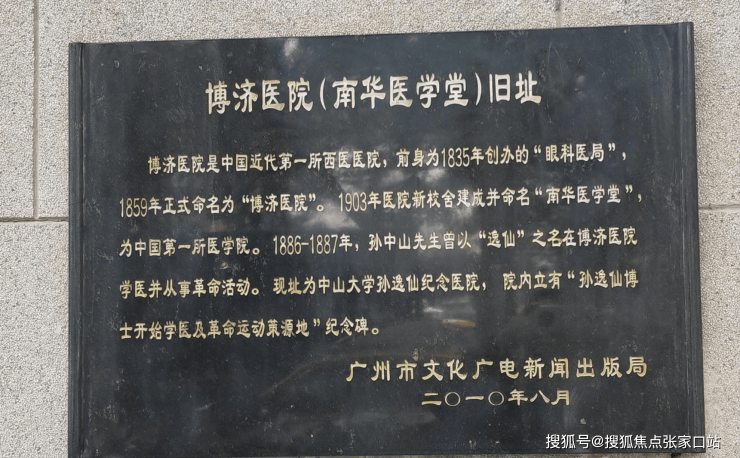 博济医院(南华医学堂)旧址
博济医院是中国近代第一所西医医院，前身为1835年创办的“眼科医局”，
1859年正式命名为“博济医院”。1903年医院新校舍建成并命名“南华医学堂”，
为中国第一所医学院。1886-1887年，孙中山先生曾以“逸仙”之名在博济医院
学医并从事革命活动。现址为中山大学孙逸仙纪念医院，院内立有“孙逸仙博
士开始学医及革命运动策源地”纪念碑。
广州市文化广电新闻出版局
二〇一〇年八月
搜狐号@搜狐焦点张家口站